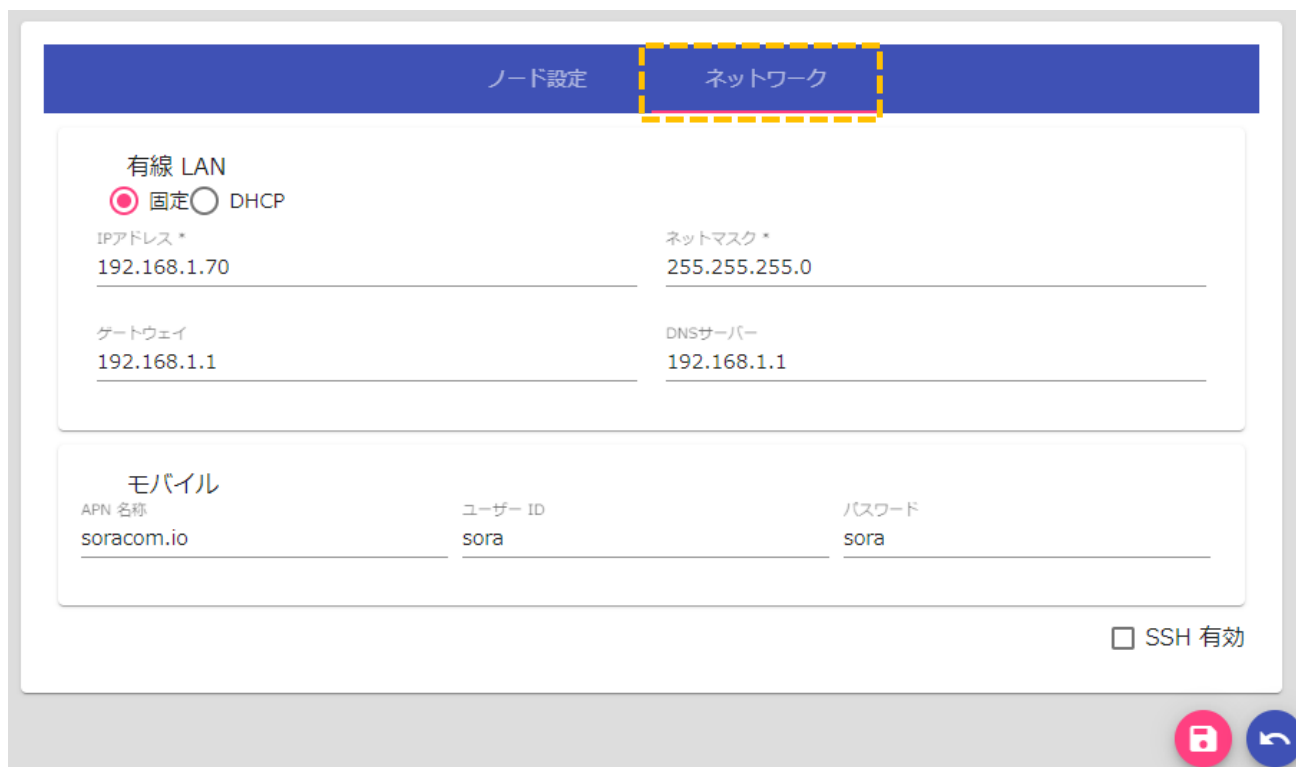 ノード設定 ネットワーク
有線 LAN
固定 DHCP
IPアドレス * ネットマスク *
192.168.1.70 255.255.255.0
ゲートウェイ DNSサーバー
192.168.1.1 192.168.1.1
モバイル
APN 名称 ユーザー ID パスワード
soracom.io sora sora
SSH 有効